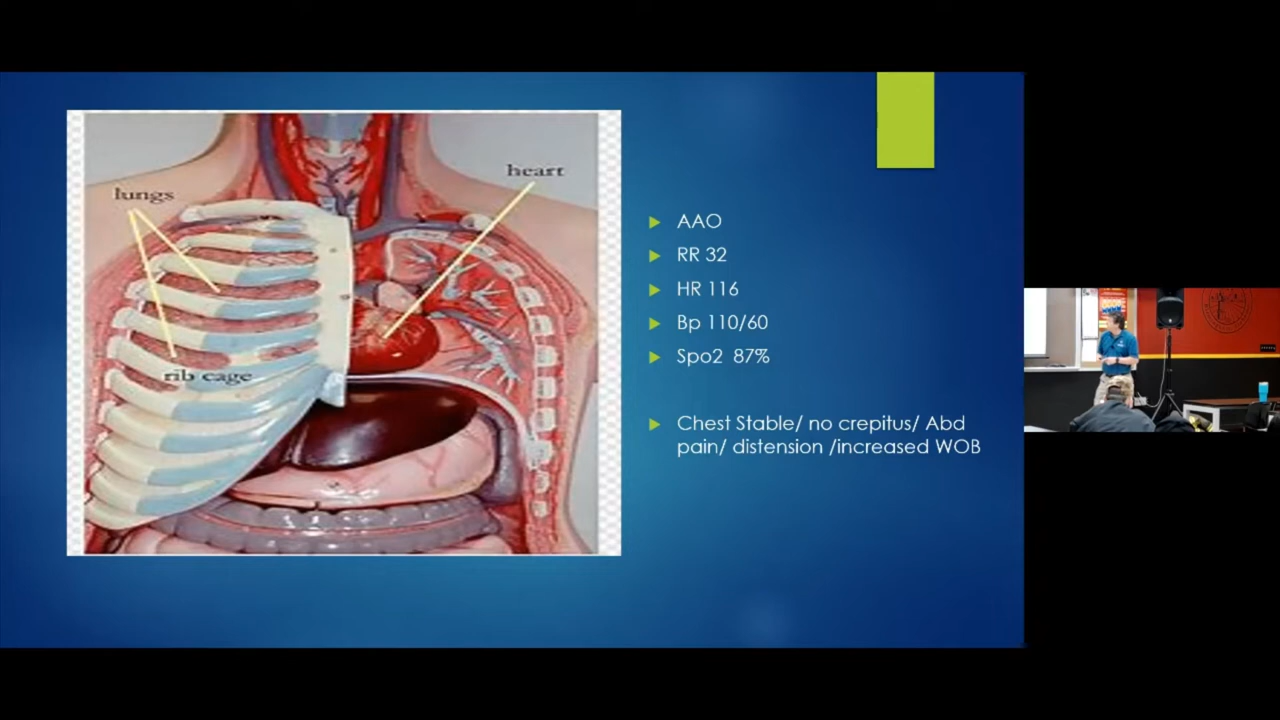 heart
lungs
rib cage
AAO
RR 32
HR 116
Bp 110/60
Spo2 87%
Chest Stable/ no crepitus/ Abd
pain/ distension /increased WOB